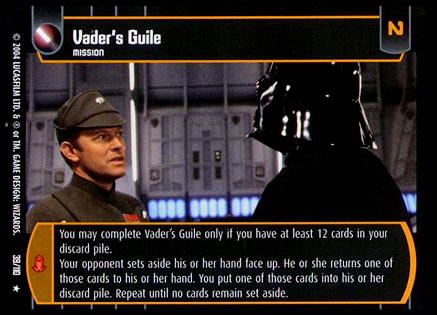 Vader's Guile
MISSION
2
You may complete Vader's Guile only if you have at least 12 cards in your
discard pile.
Your opponent sets aside his or her hand face up. He or she returns one of
those cards to his or her hand. You put one of those cards into his or her
discard pile. Repeat until no cards remain set aside.
© 2004 LUCASFILM LTD. & ® or TM. GAME DESIGN: WIZARDS.
39/110 ★